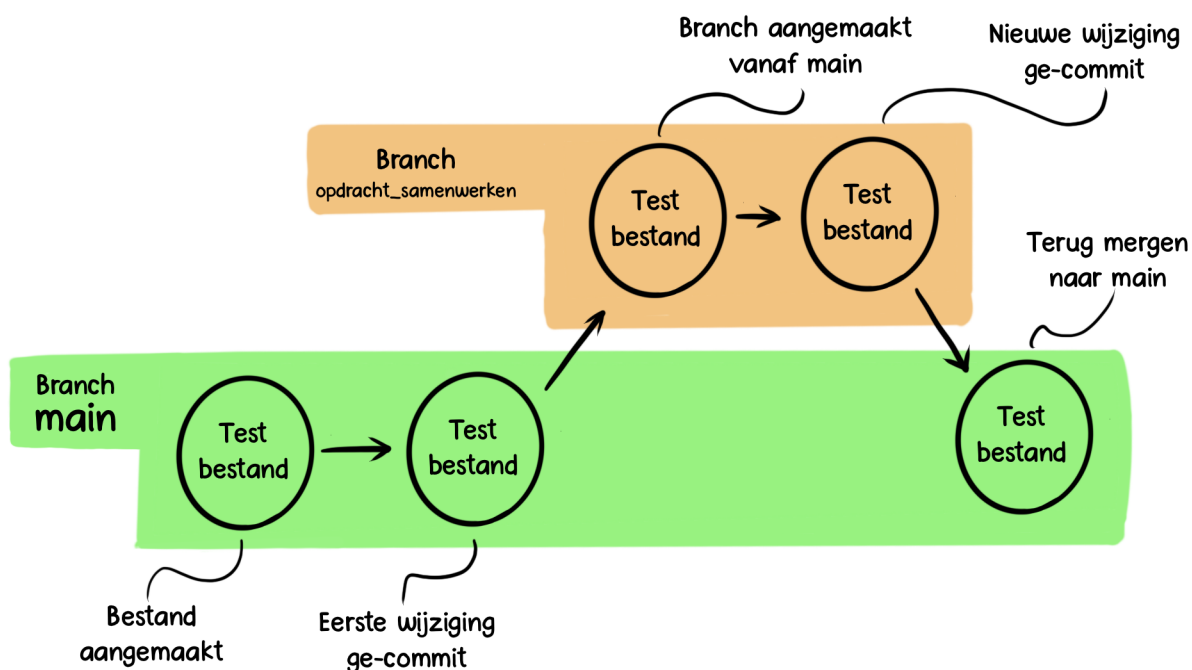 Branch aangemaakt
vanaf main
Nieuwe wijziging
ge-commit
Branch
opdracht_samenwerken
Test
bestand
Test
bestand
Terug mergen
naar main
Branch
main
Test
bestand
Test
bestand
Test
bestand
Bestand
aangemaakt
Eerste wijziging
ge-commit